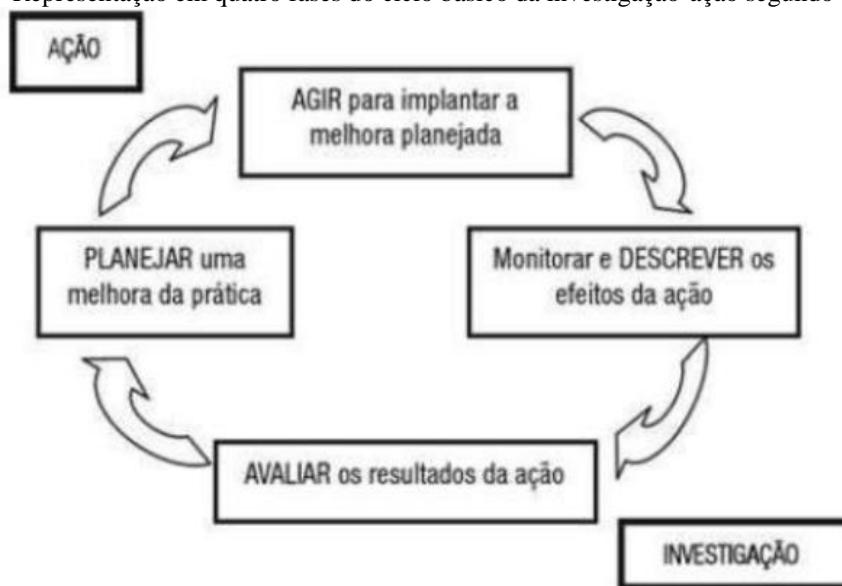 Representação em quatro fases do ciclo básico da investigação-ação segundo
AÇÃO
AGIR para implantar a
melhora planejada
PLANEJAR uma
melhora da prática
Monitorar e DESCREVER os
efeitos da ação
AVALIAR os resultados da ação
INVESTIGAÇÃO